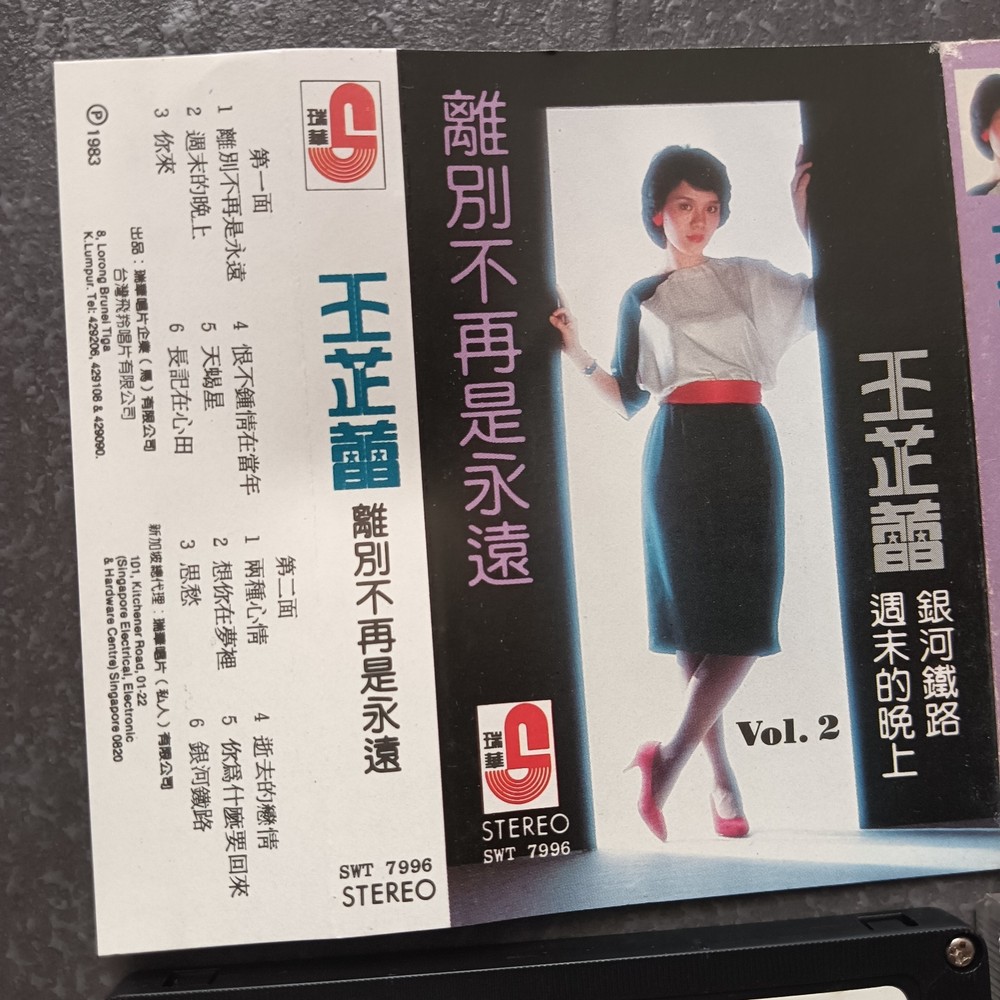 瑞華
第一面
1 離別不再是永遠
2 週末的晚上
3 你來
4 恨不鍾情在當年
5 天蝎星
6 長記在心田
第二面
1 兩種心情
2 想你在夢裡
3 思愁
4 逝去的戀情
5 你爲什麼要回來
6 銀河鐵路
Ⓟ 1983
出品：瑞華唱片企業（馬）有限公司
台灣飛羚唱片有限公司
8, Lorong Brunei Tiga
K.Lumpur. Tel: 429206, 429108 & 429090.
新加坡總代理：瑞華唱片（私人）有限公司
101, Kitchener Road, 01-22
(Singapore Electrical, Electronic
& Hardware Centre) Singapore 0820
王芷蕾
離別不再是永遠
SWT 7996
STEREO
離別不再是永遠
王芷蕾
銀河鐵路
週末的晚上
Vol. 2
瑞華
STEREO
SWT 7996